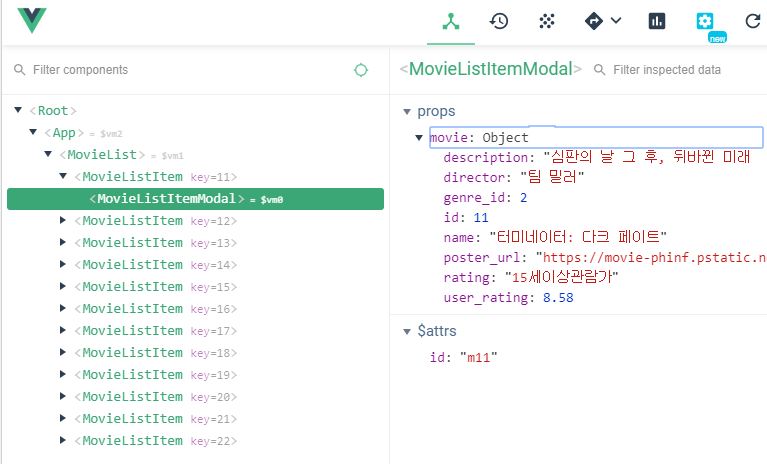 new
Filter components
<MovieListItemModal>
Filter inspected data
<Root>
<App> = $vm2
<MovieList> = $vm1
<MovieListItem key=11>
<MovieListItemModal> = $vm0
<MovieListItem key=12>
<MovieListItem key=13>
<MovieListItem key=14>
<MovieListItem key=15>
<MovieListItem key=16>
<MovieListItem key=17>
<MovieListItem key=18>
<MovieListItem key=19>
<MovieListItem key=20>
<MovieListItem key=21>
<MovieListItem key=22>
props
movie: Object
description: "심판의 날 그 후, 뒤바뀐 미래
director: "팀 밀러"
genre_id: 2
id: 11
name: "터미네이터: 다크 페이트"
poster_url: "https://movie-phinf.pstatic.n
rating: "15세이상관람가"
user_rating: 8.58
$attrs
id: "m11"